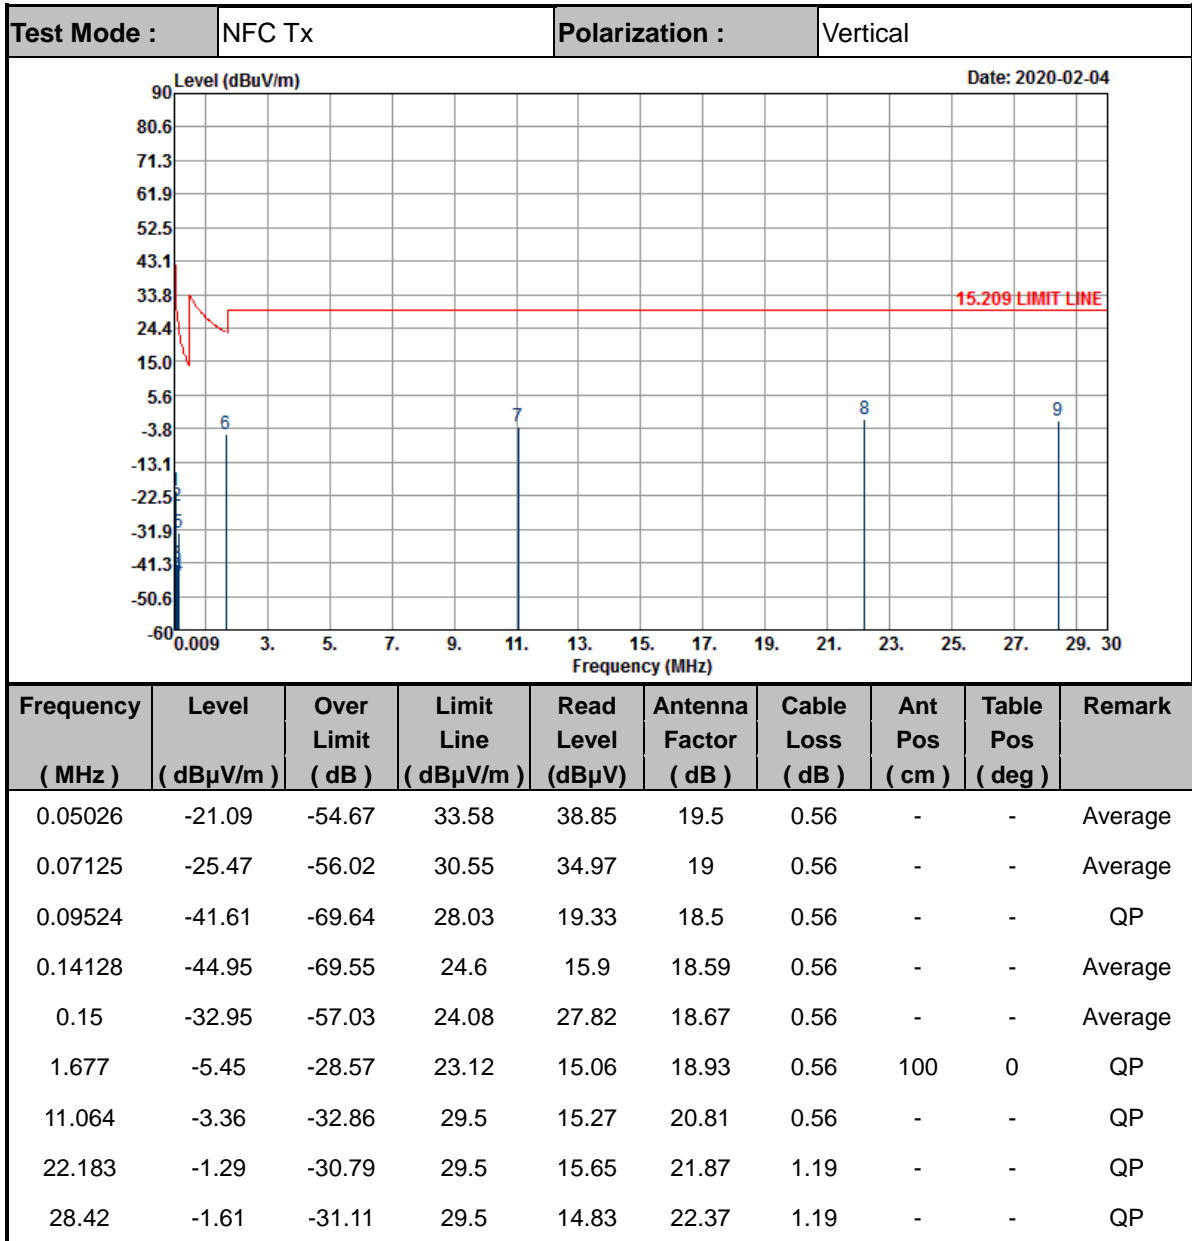 Test Mode : NFC Tx Polarization : Vertical
Level (dBuV/m) Date: 2020-02-04
90
80.6
71.3
61.9
52.5
43.1
33.8
15.209 LIMIT LINE
24.4
15.0
5.6
6 7 8 9
-3.8
-13.1
1
2
-22.5
5
-31.9
-41.3
-50.6
-60
0.009 3. 5. 7. 9. 11. 13. 15. 17. 19. 21. 23. 25. 27. 29. 30
Frequency (MHz)
Frequency Level Over Limit Read Antenna Cable Ant Table Remark
Limit Line Level Factor Loss Pos Pos
( MHz ) ( dBµV/m ) ( dB ) ( dBµV/m ) (dBµV) ( dB ) ( dB ) ( cm ) ( deg )
0.05026 -21.09 -54.67 33.58 38.85 19.5 0.56 - - Average
0.07125 -25.47 -56.02 30.55 34.97 19 0.56 - - Average
0.09524 -41.61 -69.64 28.03 19.33 18.5 0.56 - - QP
0.14128 -44.95 -69.55 24.6 15.9 18.59 0.56 - - Average
0.15 -32.95 -57.03 24.08 27.82 18.67 0.56 - - Average
1.677 -5.45 -28.57 23.12 15.06 18.93 0.56 100 0 QP
11.064 -3.36 -32.86 29.5 15.27 20.81 0.56 - - QP
22.183 -1.29 -30.79 29.5 15.65 21.87 1.19 - - QP
28.42 -1.61 -31.11 29.5 14.83 22.37 1.19 - - QP